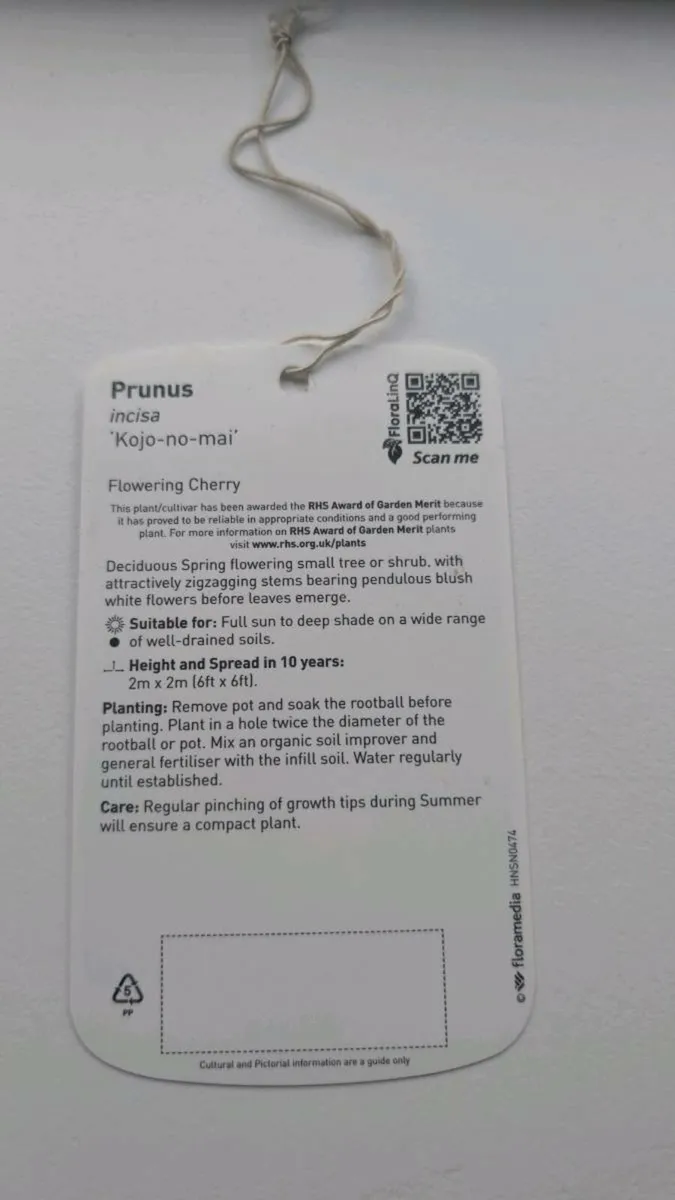 Prunus
incisa
'Kojo-no-mai'
FloraLinQ
Scan me
Flowering Cherry
This plant/cultivar has been awarded the RHS Award of Garden Merit because
it has proved to be reliable in appropriate conditions and a good performing
plant. For more information on RHS Award of Garden Merit plants
visit www.rhs.org.uk/plants
Deciduous Spring flowering small tree or shrub, with
attractively zigzagging stems bearing pendulous blush
white flowers before leaves emerge.
Suitable for: Full sun to deep shade on a wide range
of well-drained soils.
Height and Spread in 10 years:
2m x 2m (6ft x 6ft).
Planting: Remove pot and soak the rootball before
planting. Plant in a hole twice the diameter of the
rootball or pot. Mix an organic soil improver and
general fertiliser with the infill soil. Water regularly
until established.
Care: Regular pinching of growth tips during Summer
will ensure a compact plant.
© floramedia HNSN0474
5
PP
Cultural and Pictorial information are a guide only